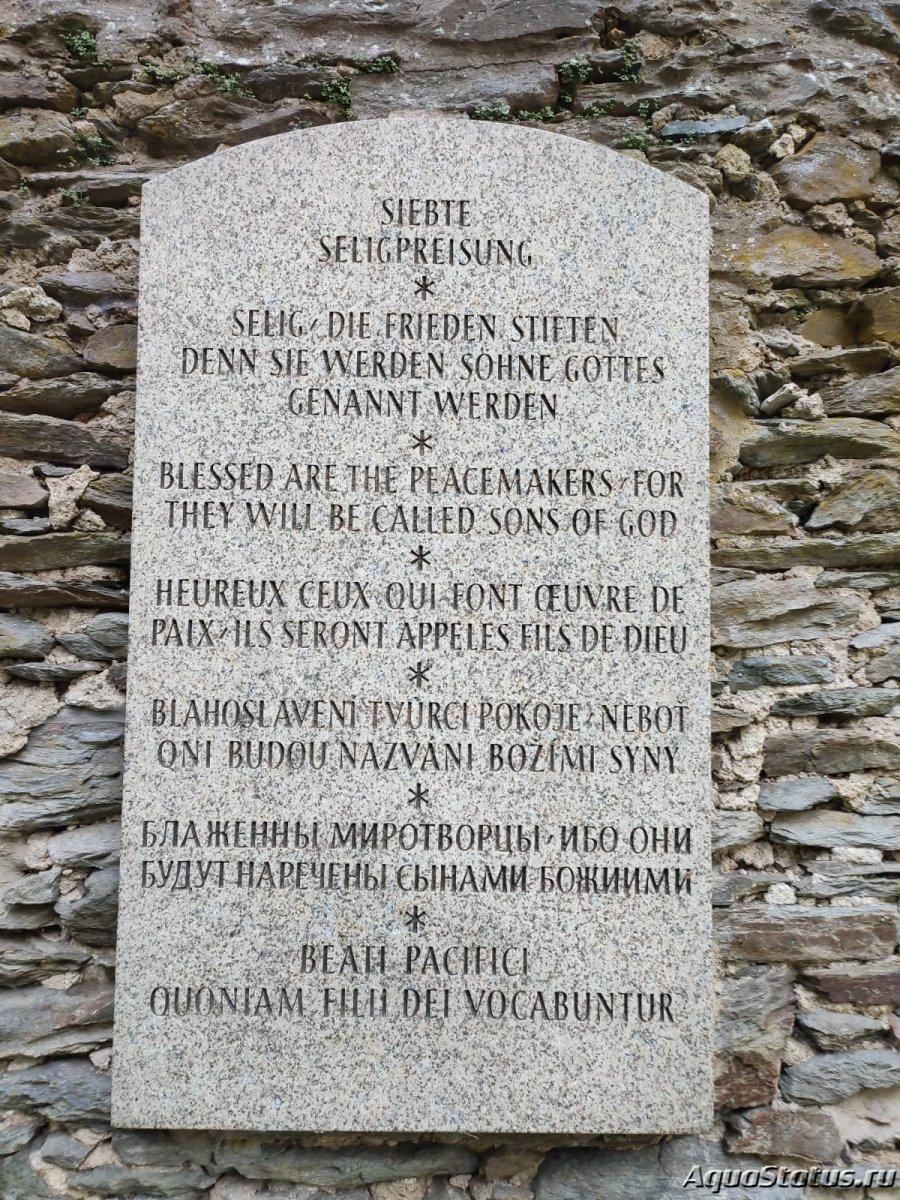 SIEBTE
SELIGPREISUNG
*
SELIG, DIE FRIEDEN STIFTEN
DENN SIE WERDEN SÖHNE GOTTES
GENANNT WERDEN
*
BLESSED ARE THE PEACEMAKERS, FOR
THEY WILL BE CALLED SONS OF GOD
*
HEUREUX CEUX QUI FONT ŒUVRE DE
PAIX, ILS SERONT APPELES FILS DE DIEU
*
BLAHOSLAVENI TVŮRCI POKOJE, NEBOT
ONI BUDOU NAZVÁNI BOŽÍMI SYNY
*
БЛАЖЕННЫ МИРОТВОРЦЫ, ИБО ОНИ
БУДУТ НАРЕЧЕНЫ СЫНАМИ БОЖИИМИ
*
BEATI PACIFICI
QUONIAM FILII DEI VOCABUNTUR
AquaStatus.ru